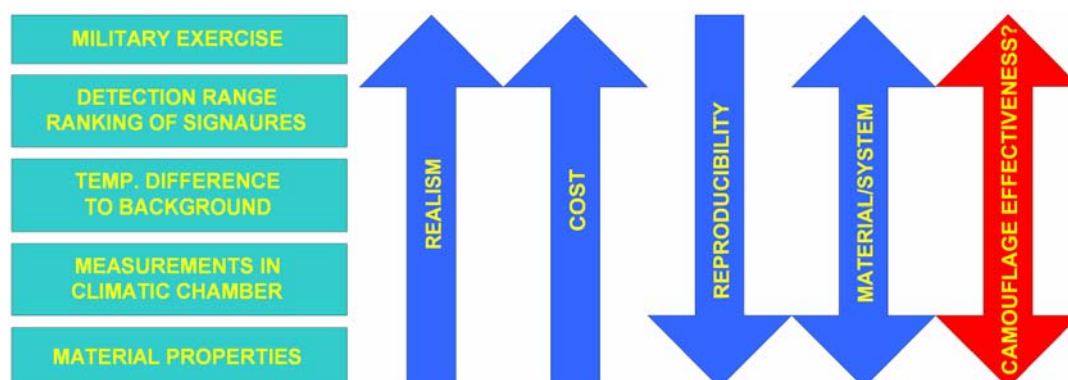 MILITARY EXERCISE
DETECTION RANGE
RANKING OF SIGNAURES
TEMP. DIFFERENCE
TO BACKGROUND
MEASUREMENTS IN
CLIMATIC CHAMBER
MATERIAL PROPERTIES
REALISM
COST
REPRODUCIBILITY
MATERIAL/SYSTEM
CAMOUFLAGE EFFECTIVENESS?